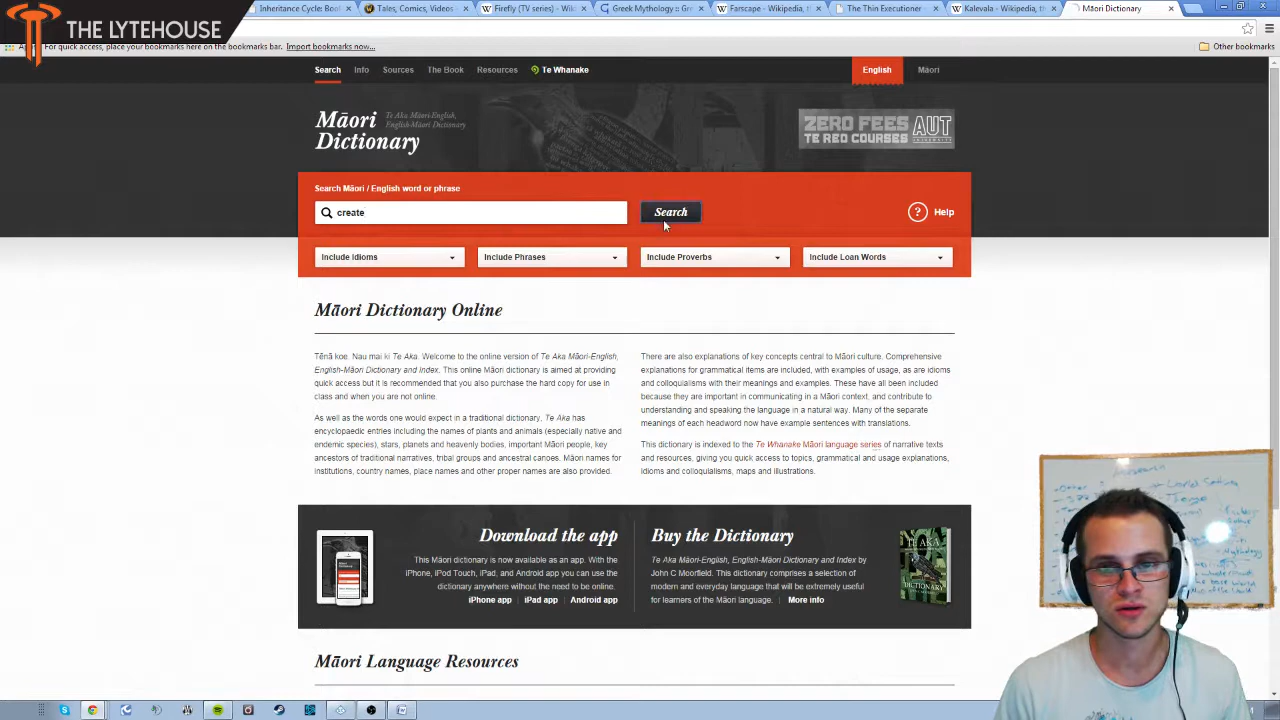 THE LYTEHOUSE
Inheritance Cycle: Bool
Tales, Comics, Videos -
Firefly (TV series) - Wikip
Greek Mythology :: Gre
Farscape - Wikipedia, th
The Thin Executioner -
Kalevala - Wikipedia, the
Māori Dictionary
For quick access, place your bookmarks here on the bookmarks bar. Import bookmarks now...
Other bookmarks
Search Info Sources The Book Resources Te Whanake
English Māori
Māori Dictionary
Te Aka Māori-English,
English-Māori Dictionary and Index
ZERO FEES
TE REO COURSES
AUT
UNIVERSITY
Search Māori / English word or phrase
create
Search
? Help
Include Idioms
Include Phrases
Include Proverbs
Include Loan Words
Māori Dictionary Online
Tēnā koe. Nau mai ki Te Aka. Welcome to the online version of Te Aka Māori-English,
English-Māori Dictionary and Index. This online Māori dictionary is aimed at providing
quick access but it is recommended that you also purchase the hard copy for use in
class and when you are not online.
As well as the words one would expect in a traditional dictionary, Te Aka has
encyclopaedic entries including the names of plants and animals (especially native and
endemic species), stars, planets and heavenly bodies, important Māori people, key
ancestors of traditional narratives, tribal groups and ancestral canoes. Māori names for
institutions, country names, place names and other proper names are also provided.
There are also explanations of key concepts central to Māori culture. Comprehensive
explanations for grammatical items are included, with examples of usage, as are idioms
and colloquialisms with their meanings and examples. These have all been included
because they are important in communicating in a Māori context, and contribute to
understanding and speaking the language in a natural way. Many of the separate
meanings of each headword now have example sentences with translations.
This dictionary is indexed to the Te Whanake Māori language series of narrative texts
and resources, giving you quick access to topics, grammatical and usage explanations,
idioms and colloquialisms, maps and illustrations.
Download the app
This Māori dictionary is now available as an app. With the
iPhone, iPod Touch, iPad, and Android app you can use the
dictionary anywhere without the need to be online.
iPhone app | iPad app | Android app
Buy the Dictionary
Te Aka Māori-English, English-Māori Dictionary and Index by
John C Moorfield. This dictionary comprises a selection of
modern and everyday language that will be extremely useful
for learners of the Māori language. | More info
TE AKA
DICTIONARY
Māori Language Resources